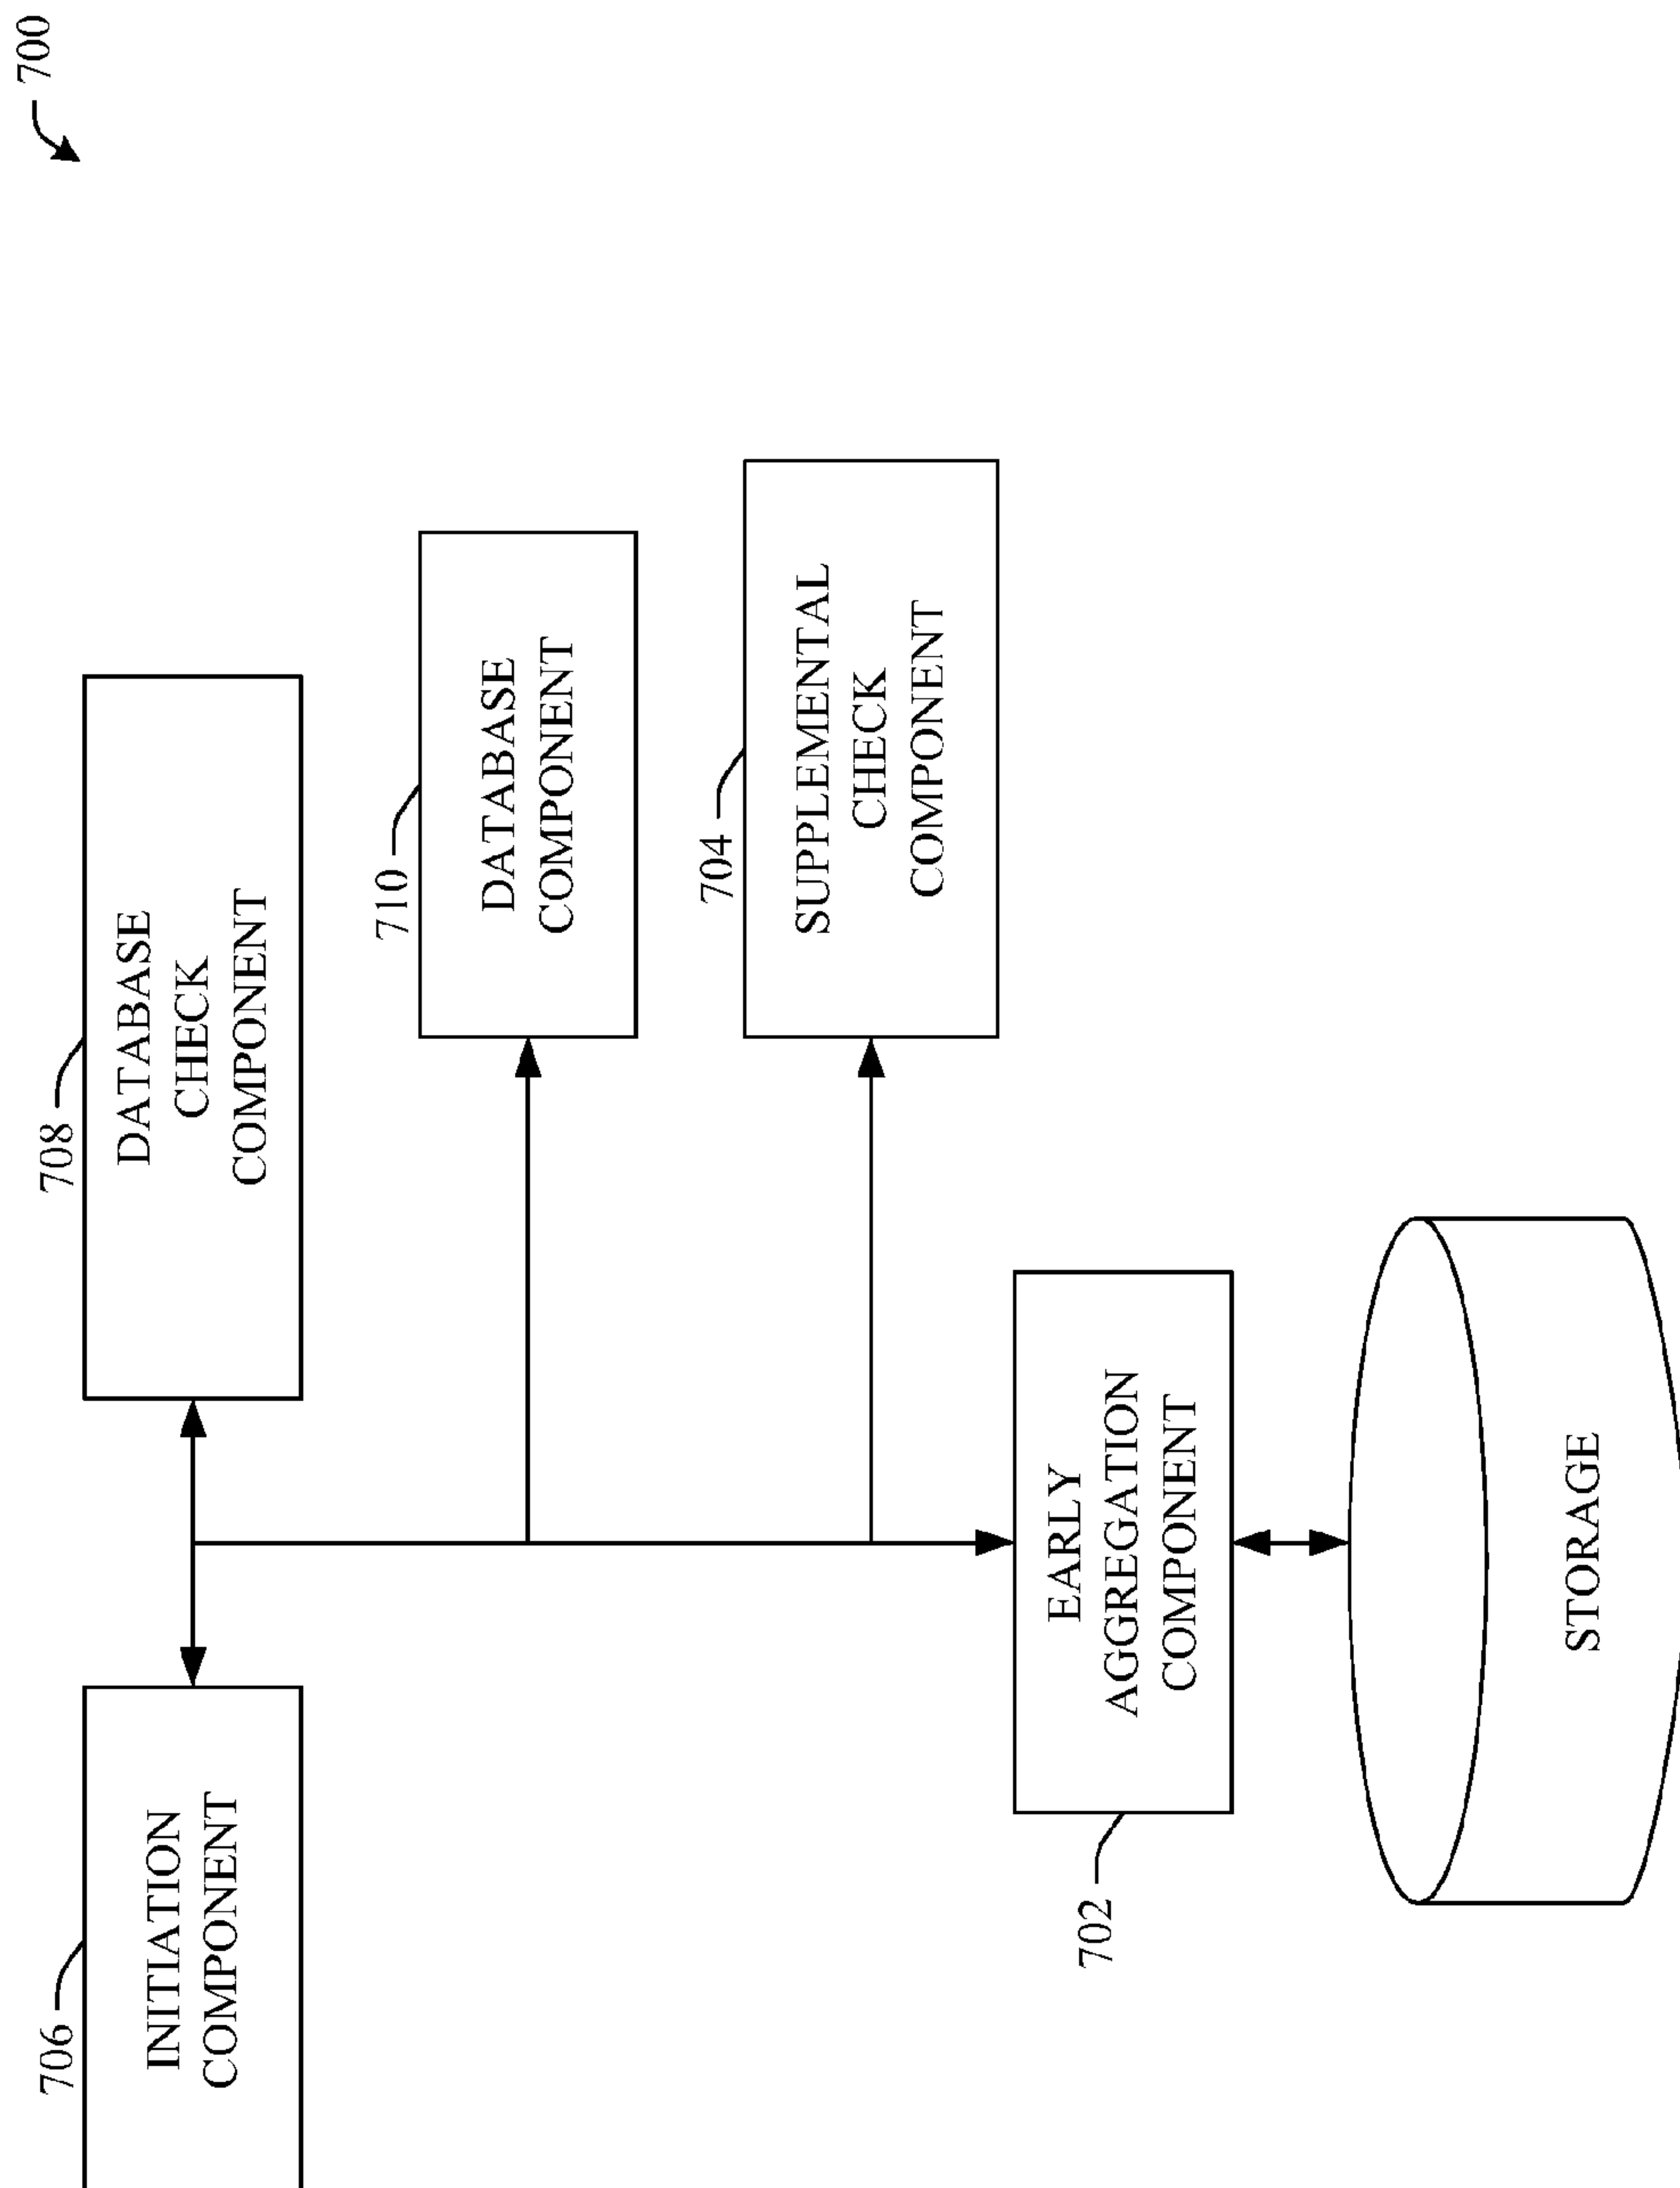 700
706
INITIATION
COMPONENT
708
DATABASE
CHECK
COMPONENT
710
DATABASE
COMPONENT
704
SUPPLEMENTAL
CHECK
COMPONENT
702
EARLY
AGGREGATION
COMPONENT
STORAGE